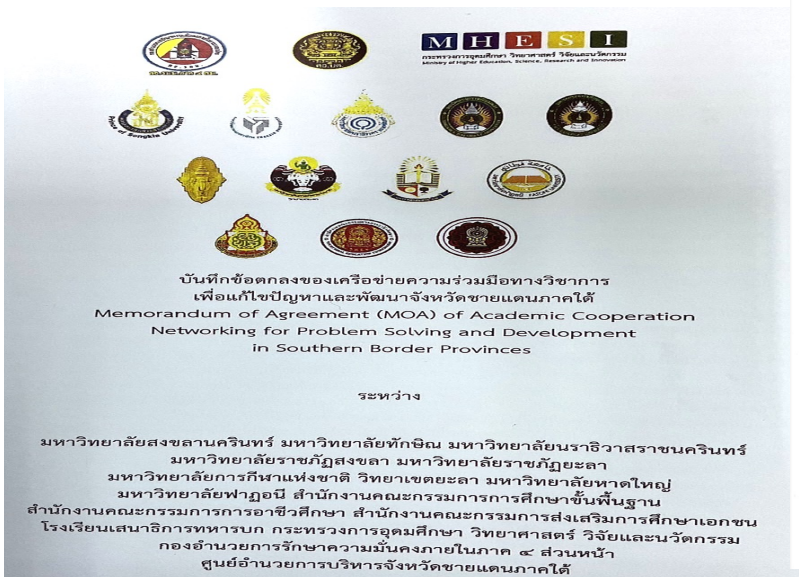 MHESI
กระทรวงการอุดมศึกษา วิทยาศาสตร์ วิจัยและนวัตกรรม
Ministry of Higher Education, Science, Research and Innovation
Prince of Songkla University
บันทึกข้อตกลงของเครือข่ายความร่วมมือทางวิชาการ
เพื่อแก้ไขปัญหาและพัฒนาจังหวัดชายแดนภาคใต้
Memorandum of Agreement (MOA) of Academic Cooperation
Networking for Problem Solving and Development
in Southern Border Provinces
ระหว่าง
มหาวิทยาลัยสงขลานครินทร์ มหาวิทยาลัยทักษิณ มหาวิทยาลัยนราธิวาสราชนครินทร์
มหาวิทยาลัยราชภัฏสงขลา มหาวิทยาลัยราชภัฏยะลา
มหาวิทยาลัยการกีฬาแห่งชาติ วิทยาเขตยะลา มหาวิทยาลัยหาดใหญ่
มหาวิทยาลัยฟาฏอนี สำนักงานคณะกรรมการการศึกษาขั้นพื้นฐาน
สำนักงานคณะกรรมการการอาชีวศึกษา สำนักงานคณะกรรมการส่งเสริมการศึกษาเอกชน
โรงเรียนเสนาธิการทหารบก กระทรวงการอุดมศึกษา วิทยาศาสตร์ วิจัยและนวัตกรรม
กองอำนวยการรักษาความมั่นคงภายในภาค ๔ ส่วนหน้า
ศูนย์อำนวยการบริหารจังหวัดชายแดนภาคใต้